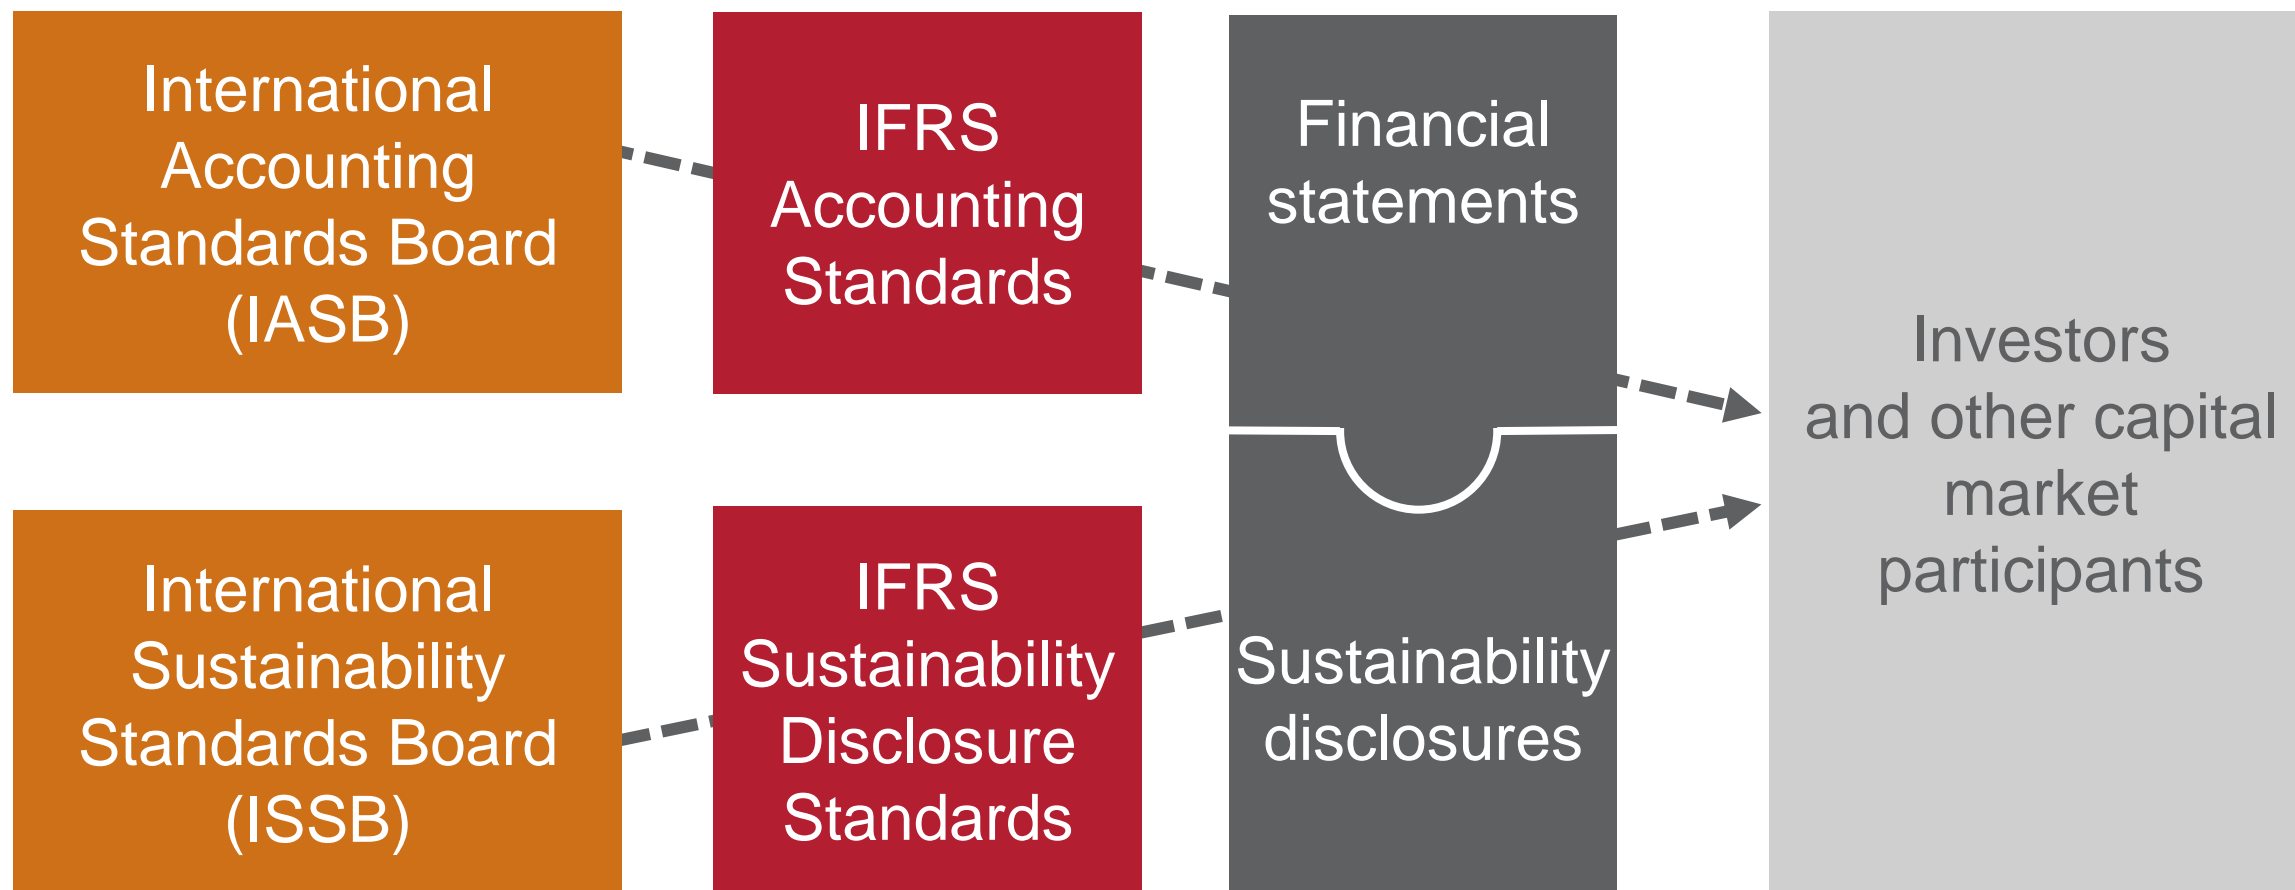 International
Accounting
Standards Board
(IASB)
IFRS
Accounting
Standards
Financial
statements
International
Sustainability
Standards Board
(ISSB)
IFRS
Sustainability
Disclosure
Standards
Sustainability
disclosures
Investors
and other capital
market
participants